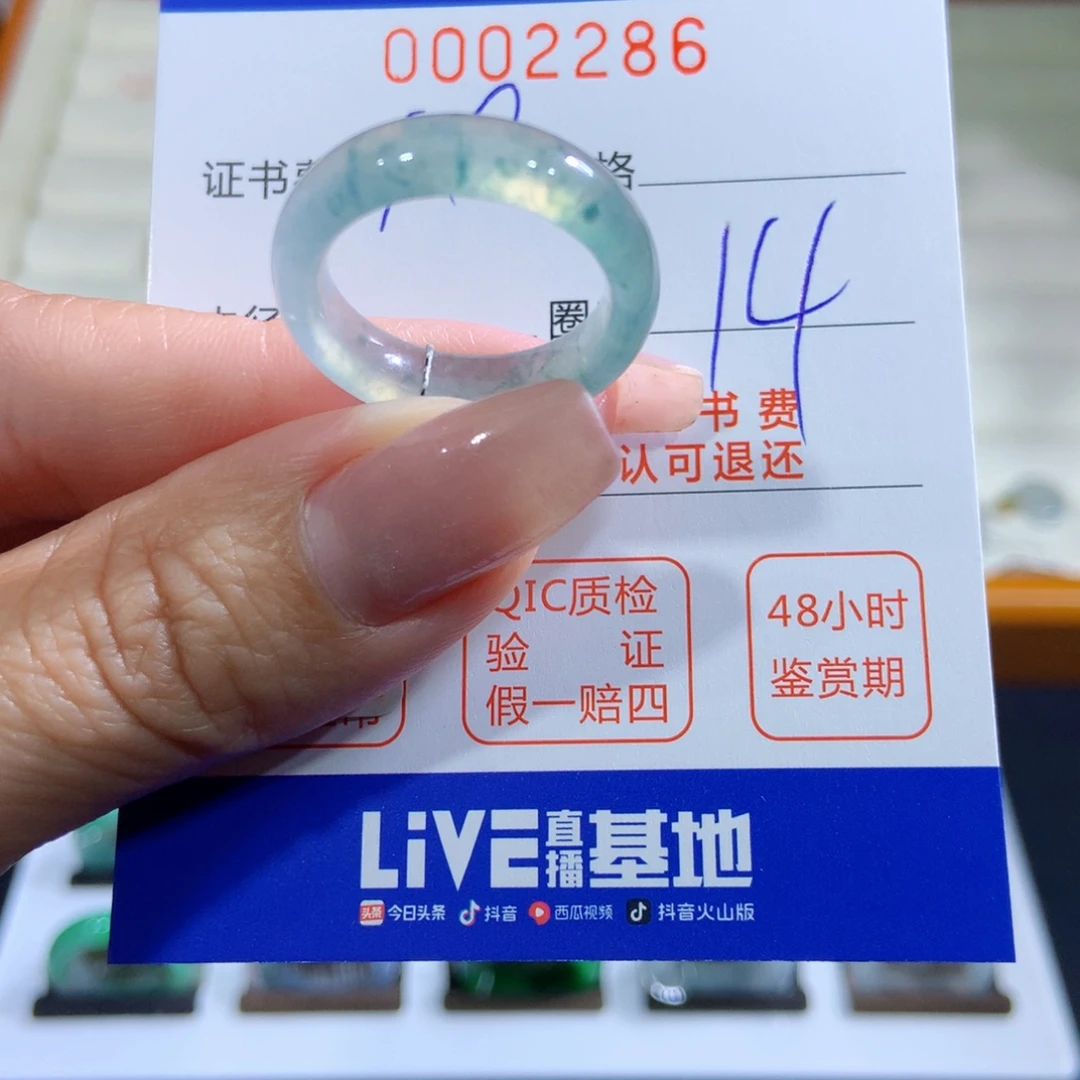 0002286
证书 格
圈 14
书费
认可退还
QIC质检
验 证
假一赔四
48小时
鉴赏期
LiVE直播基地
头条 今日头条 抖音 西瓜视频 抖音火山版